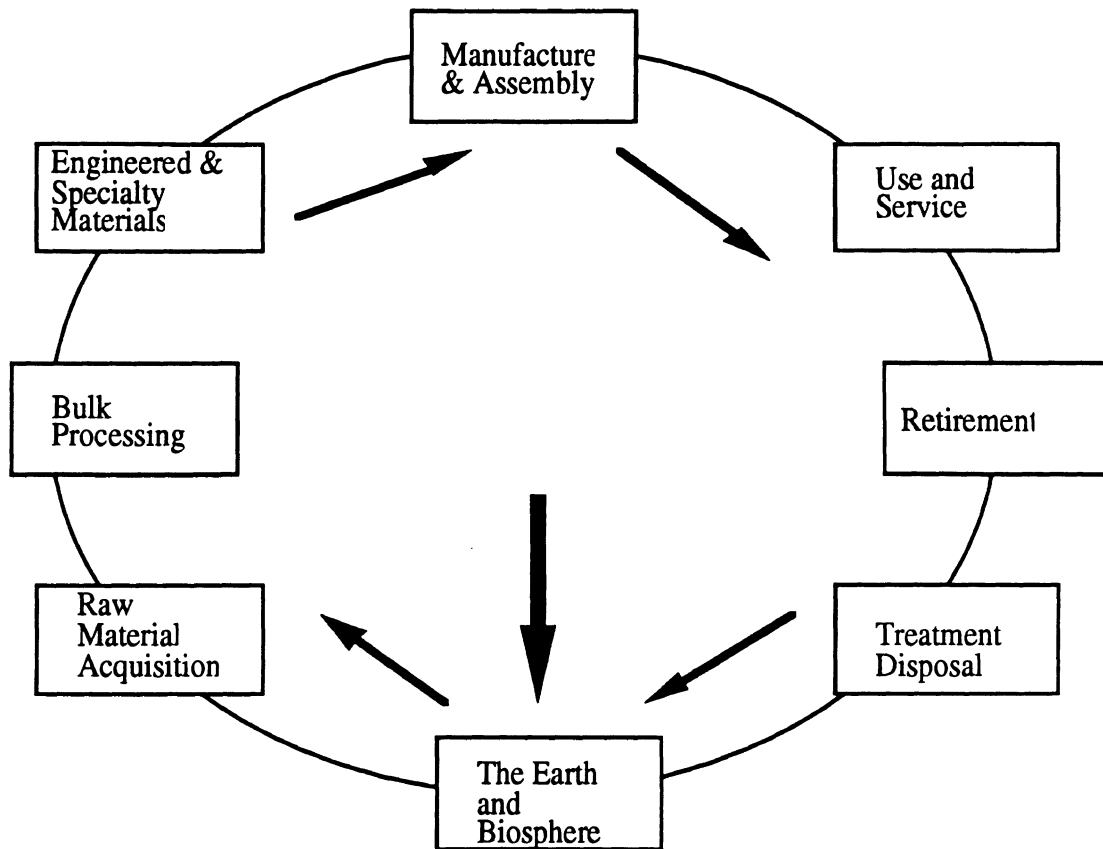 Manufacture
& Assembly
Engineered &
Specialty
Materials
Use and
Service
Bulk
Processing
Retirement
Raw
Material
Acquisition
Treatment
Disposal
The Earth
and
Biosphere